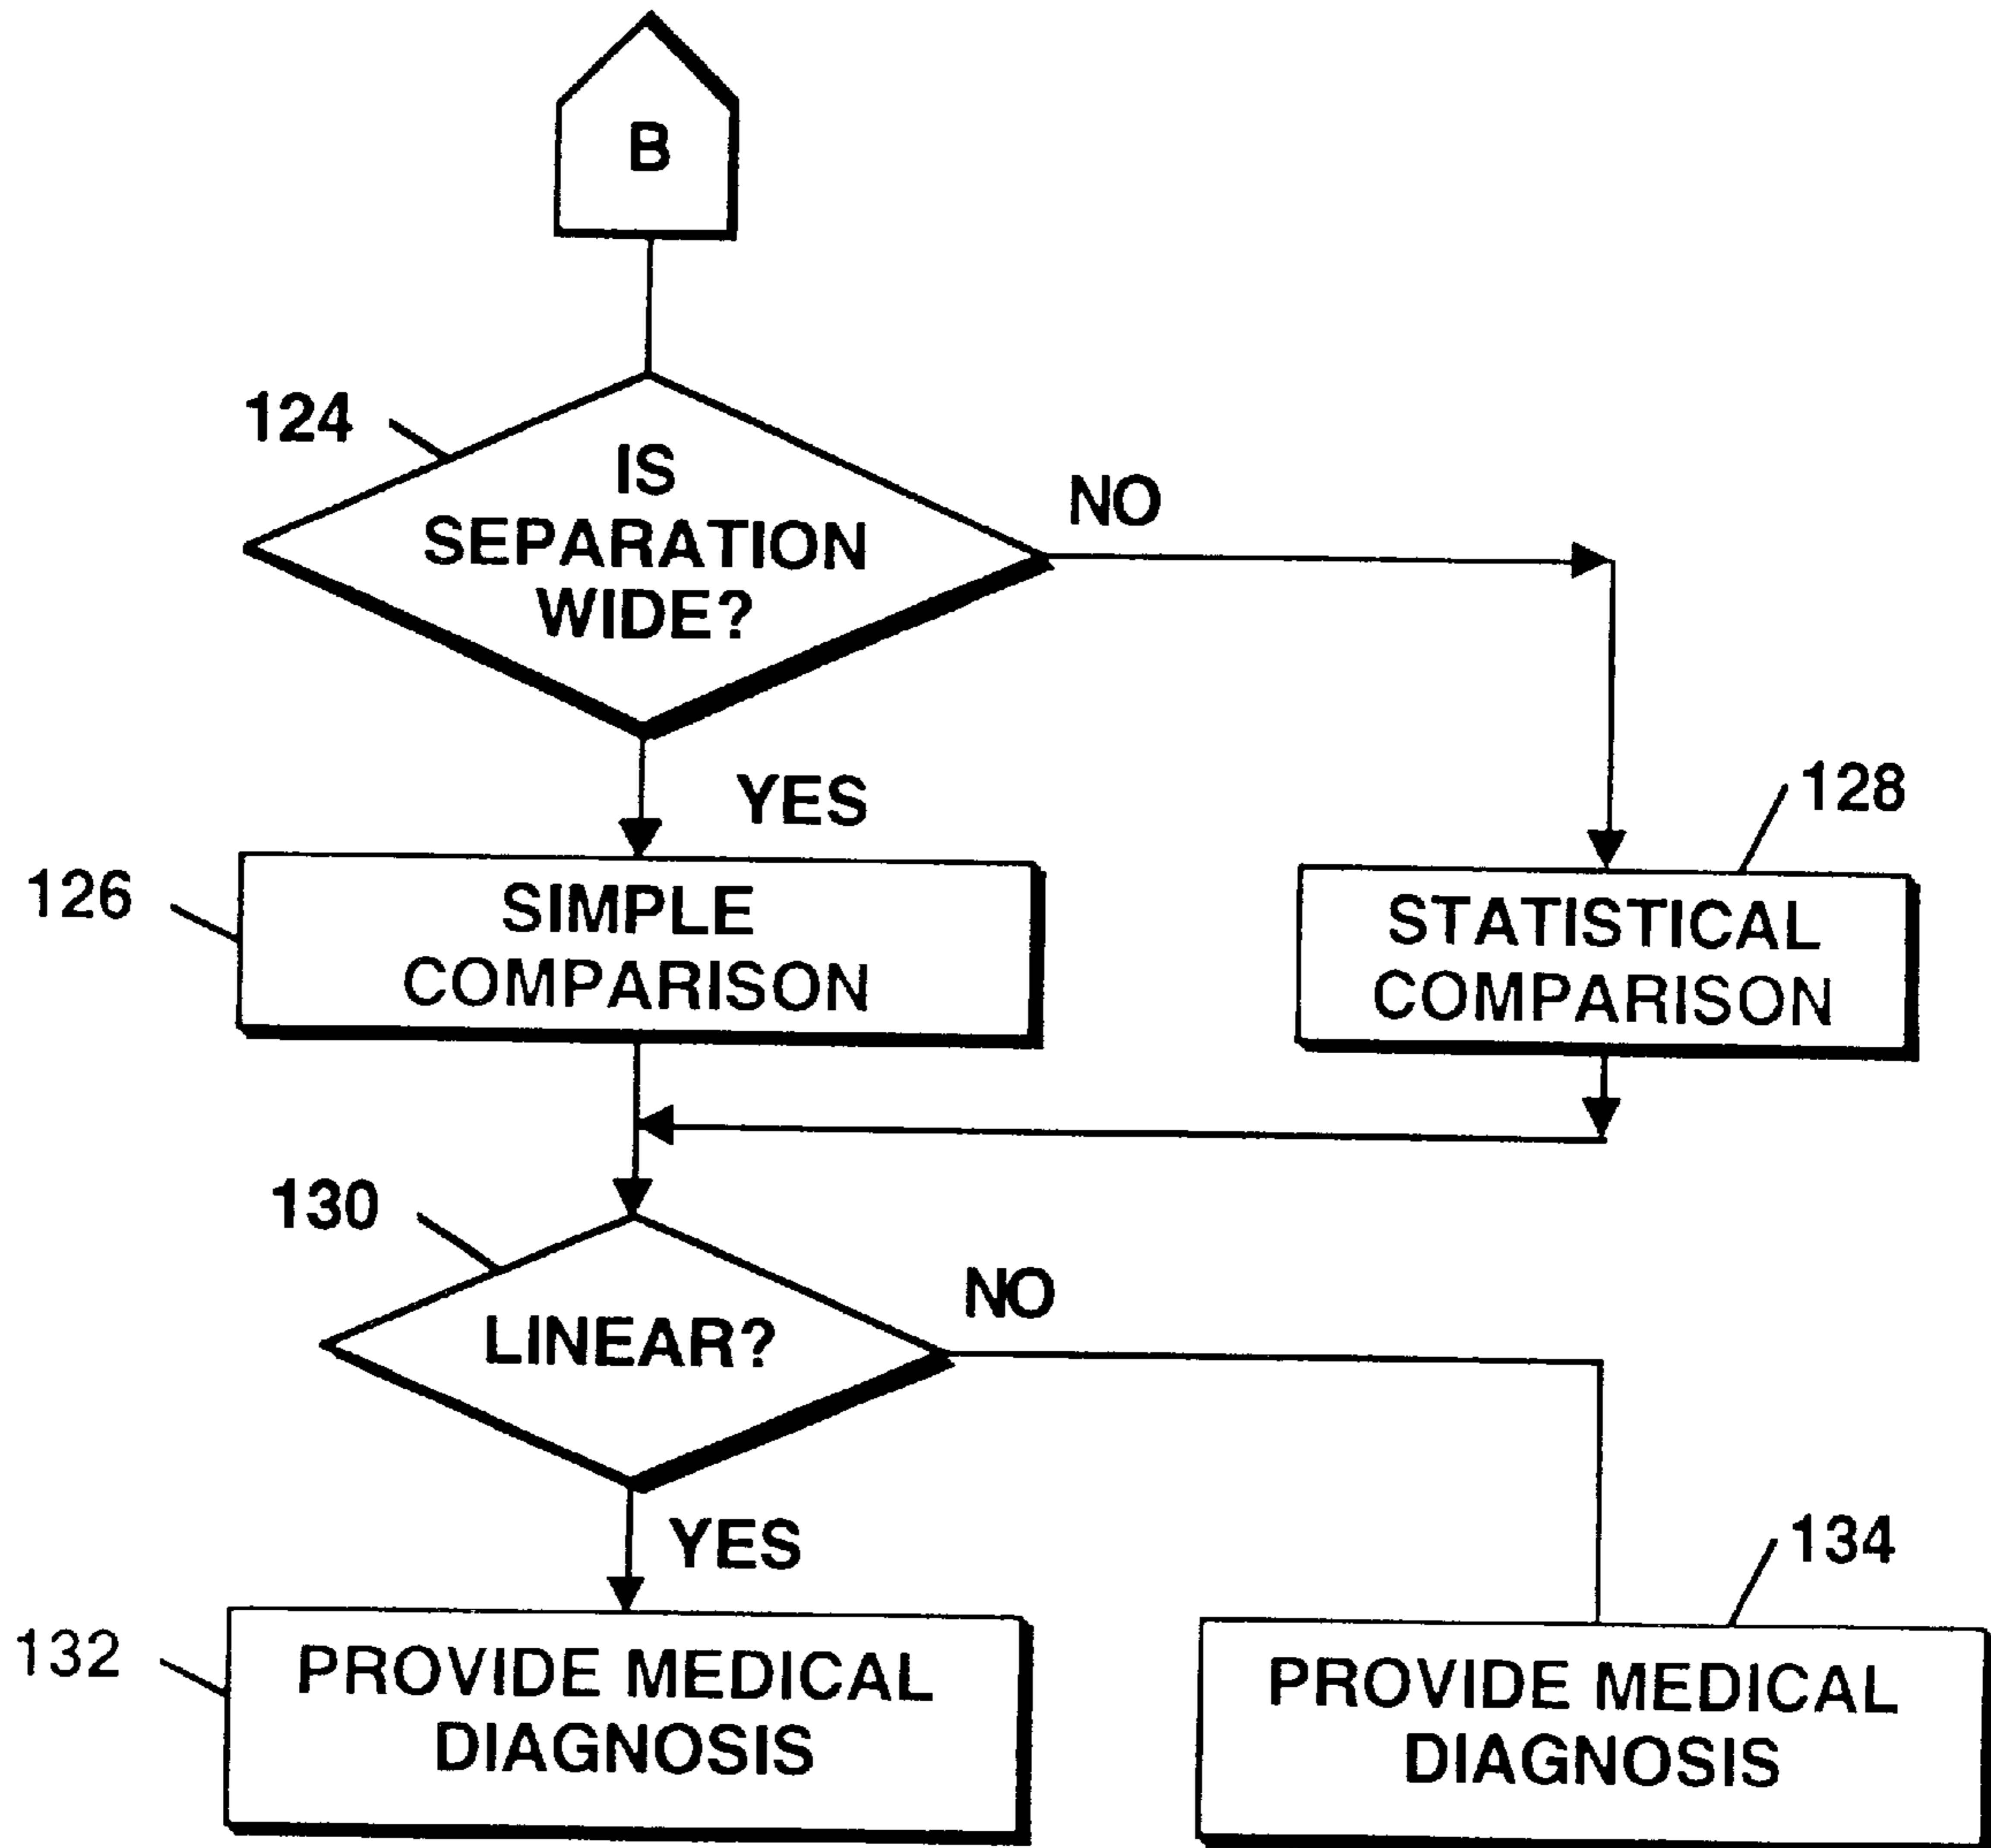 B
124
IS
SEPARATION
WIDE?
NO
YES
126
SIMPLE
COMPARISON
128
STATISTICAL
COMPARISON
130
LINEAR?
NO
YES
132
PROVIDE MEDICAL
DIAGNOSIS
134
PROVIDE MEDICAL
DIAGNOSIS